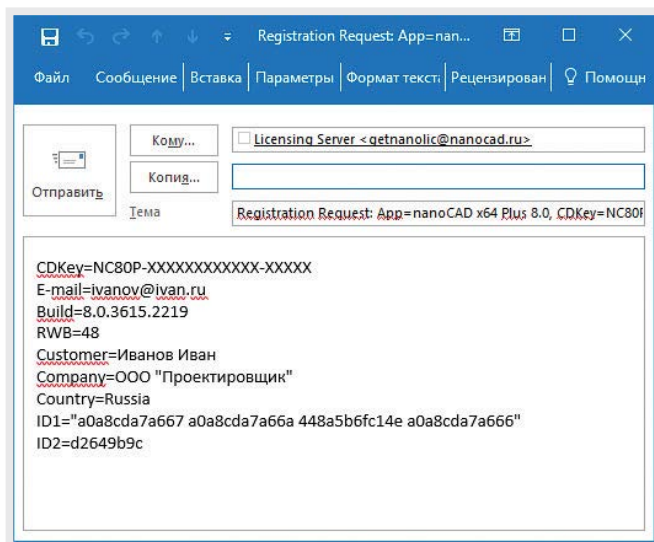 Registration Request: App=nan...
Файл Сообщение Вставка Параметры Формат текста Рецензирован Помощн
Кому... Licensing Server <getnanolic@nanocad.ru>
Копия...
Отправить
Тема Registration Request: App=nanoCAD x64 Plus 8.0, CDKey=NC80P
CDKey=NC80P-XXXXXXXXXXXX-XXXXX
E-mail=ivanov@ivan.ru
Build=8.0.3615.2219
RWB=48
Customer=Иванов Иван
Company=ООО "Проектировщик"
Country=Russia
ID1="a0a8cda7a667 a0a8cda7a66a 448a5b6fc14e a0a8cda7a666"
ID2=d2649b9c